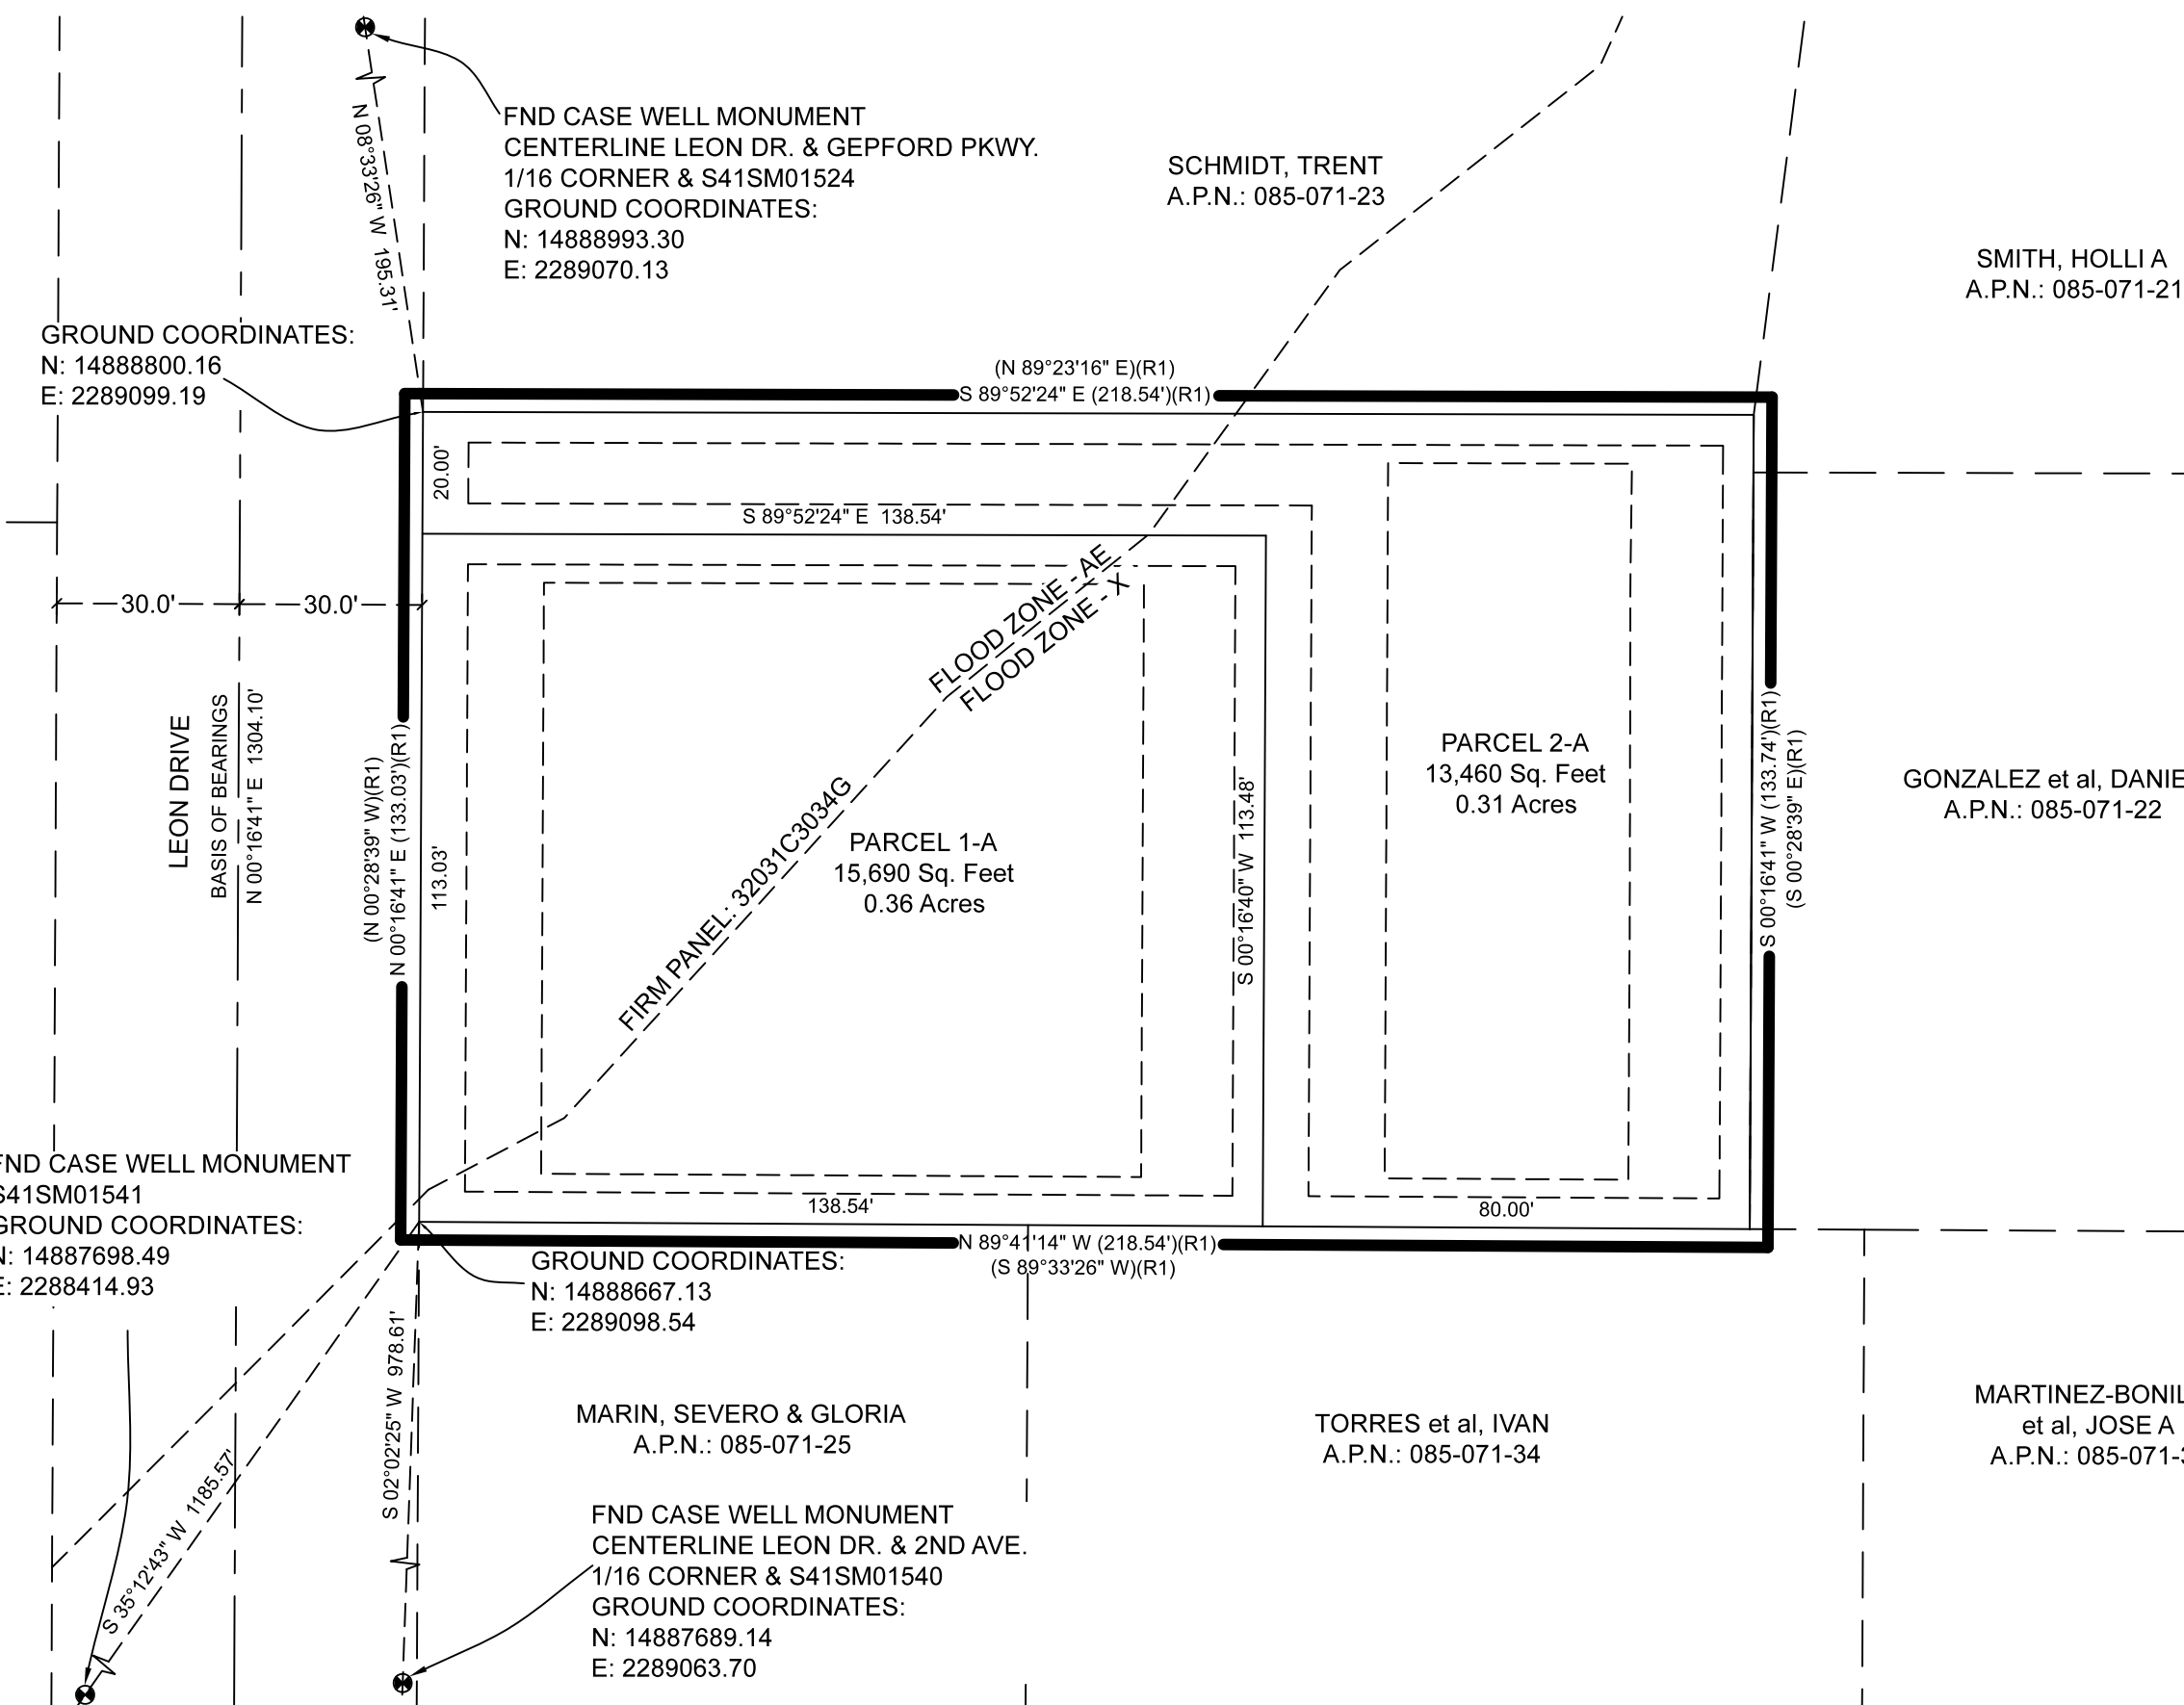 FND CASE WELL MONUMENT
CENTERLINE LEON DR. & GEPFORD PKWY.
1/16 CORNER & S41SM01524
GROUND COORDINATES:
N: 14888993.30
E: 2289070.13
N 08°33'26" W 195.31'
SCHMIDT, TRENT
A.P.N.: 085-071-23
SMITH, HOLLI A
A.P.N.: 085-071-21
GROUND COORDINATES:
N: 14888800.16
E: 2289099.19
(N 89°23'16" E)(R1)
S 89°52'24" E (218.54')(R1)
20.00'
S 89°52'24" E 138.54'
30.0'
30.0'
FLOOD ZONE - AE
FLOOD ZONE - X
FIRM PANEL: 32031C3034G
LEON DRIVE
BASIS OF BEARINGS
N 00°16'41" E 1304.10'
(N 00°28'39" W)(R1)
N 00°16'41" E (133.03')(R1)
113.03'
PARCEL 1-A
15,690 Sq. Feet
0.36 Acres
S 00°16'40" W 113.48'
PARCEL 2-A
13,460 Sq. Feet
0.31 Acres
S 00°16'41" W (133.74')(R1)
(S 00°28'39" E)(R1)
GONZALEZ et al, DANIE
A.P.N.: 085-071-22
FND CASE WELL MONUMENT
S41SM01541
GROUND COORDINATES:
N: 14887698.49
E: 2288414.93
138.54'
80.00'
N 89°41'14" W (218.54')(R1)
(S 89°33'26" W)(R1)
GROUND COORDINATES:
N: 14888667.13
E: 2289098.54
S 02°02'25" W 978.61'
S 35°12'43" W 1185.57'
MARIN, SEVERO & GLORIA
A.P.N.: 085-071-25
TORRES et al, IVAN
A.P.N.: 085-071-34
MARTINEZ-BONIL
et al, JOSE A
A.P.N.: 085-071-3
FND CASE WELL MONUMENT
CENTERLINE LEON DR. & 2ND AVE.
1/16 CORNER & S41SM01540
GROUND COORDINATES:
N: 14887689.14
E: 2289063.70